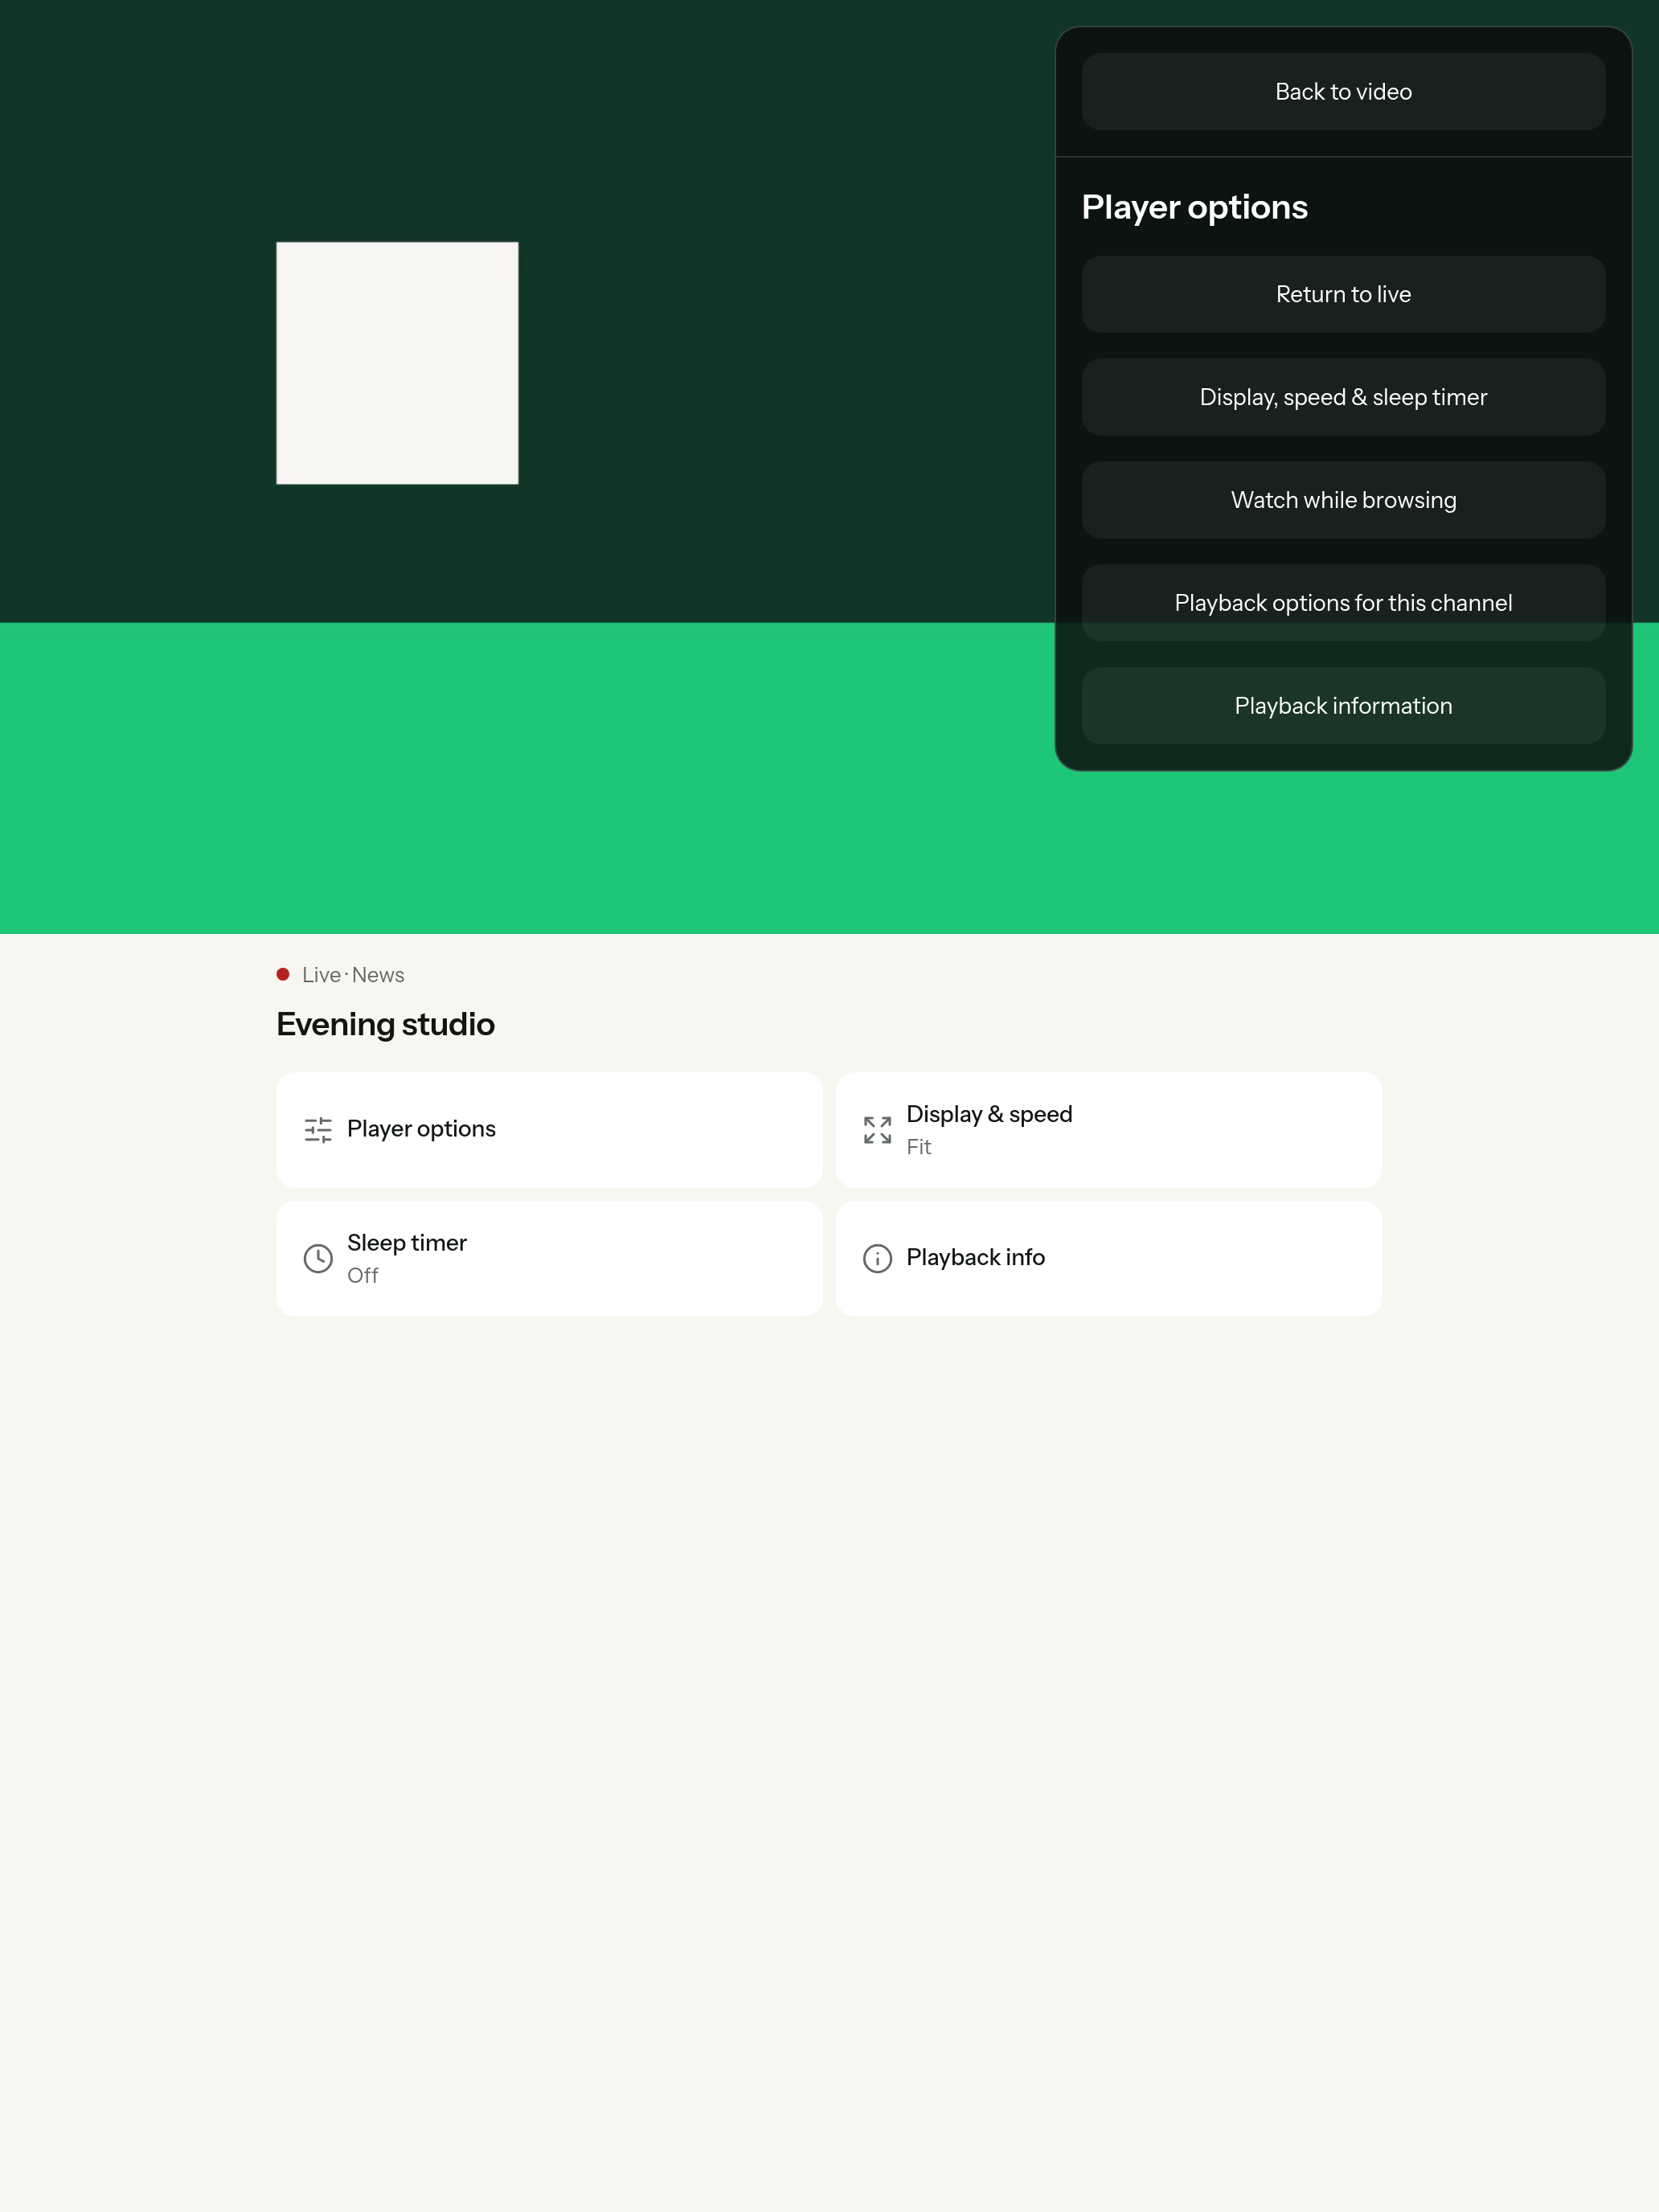 Back to video
Player options
Return to live
Display, speed & sleep timer
Watch while browsing
Playback options for this channel
Playback information
Live · News
Evening studio
Player options
Display & speed
Fit
Sleep timer
Off
Playback info